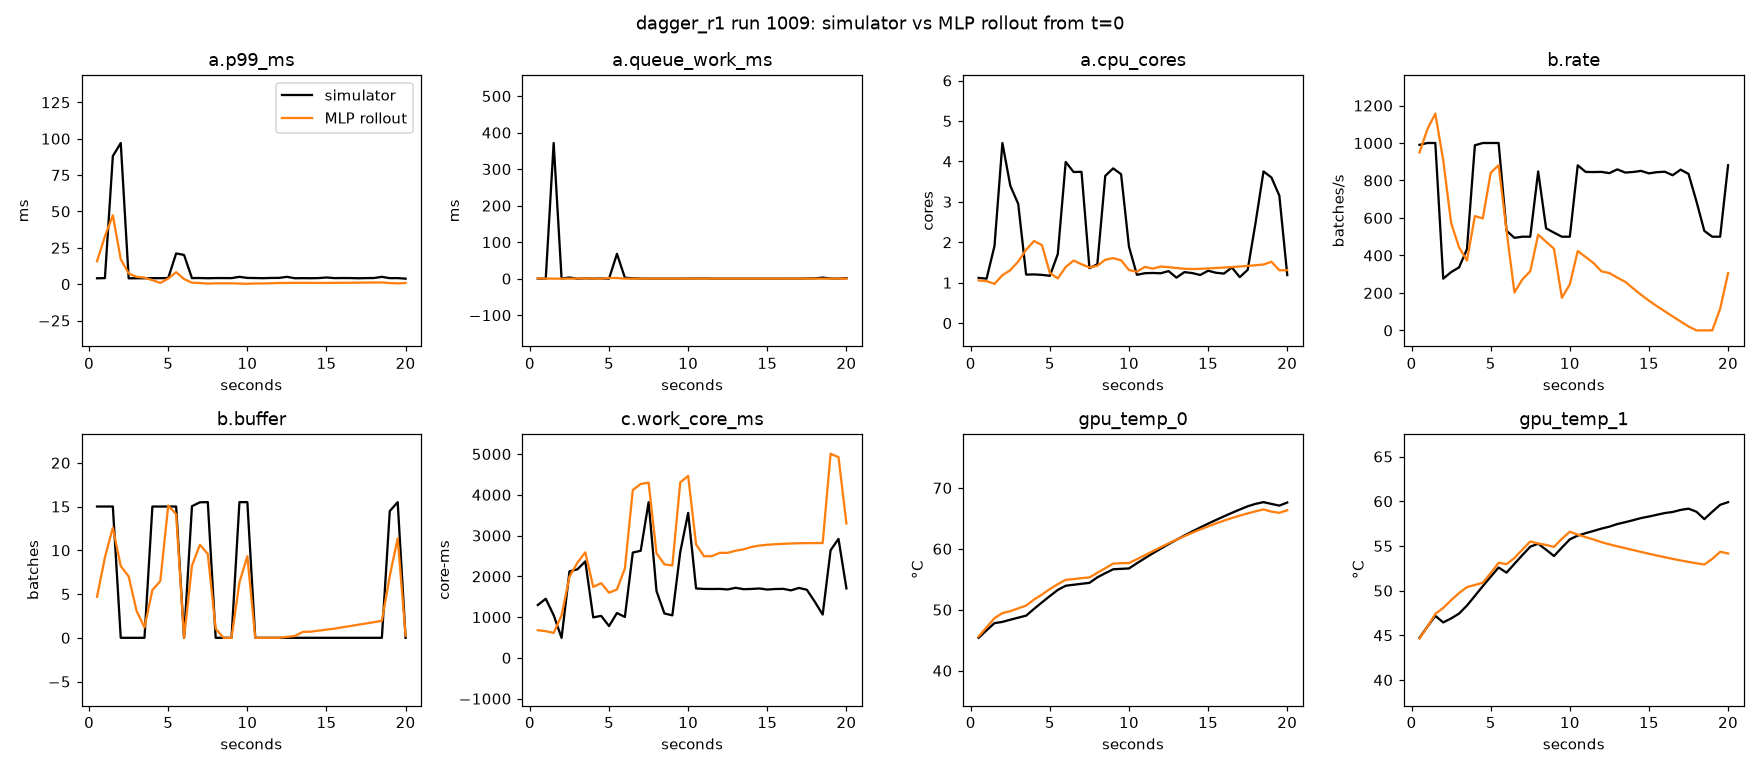 dagger_r1 run 1009: simulator vs MLP rollout from t=0
a.p99_ms
ms
125
100
75
50
25
0
−25
0 5 10 15 20
seconds
simulator
MLP rollout
a.queue_work_ms
ms
500
400
300
200
100
0
−100
0 5 10 15 20
seconds
a.cpu_cores
cores
6
5
4
3
2
1
0
0 5 10 15 20
seconds
b.rate
batches/s
1200
1000
800
600
400
200
0
0 5 10 15 20
seconds
b.buffer
batches
20
15
10
5
0
−5
0 5 10 15 20
seconds
c.work_core_ms
core-ms
5000
4000
3000
2000
1000
0
−1000
0 5 10 15 20
seconds
gpu_temp_0
°C
70
60
50
40
0 5 10 15 20
seconds
gpu_temp_1
°C
65
60
55
50
45
40
0 5 10 15 20
seconds